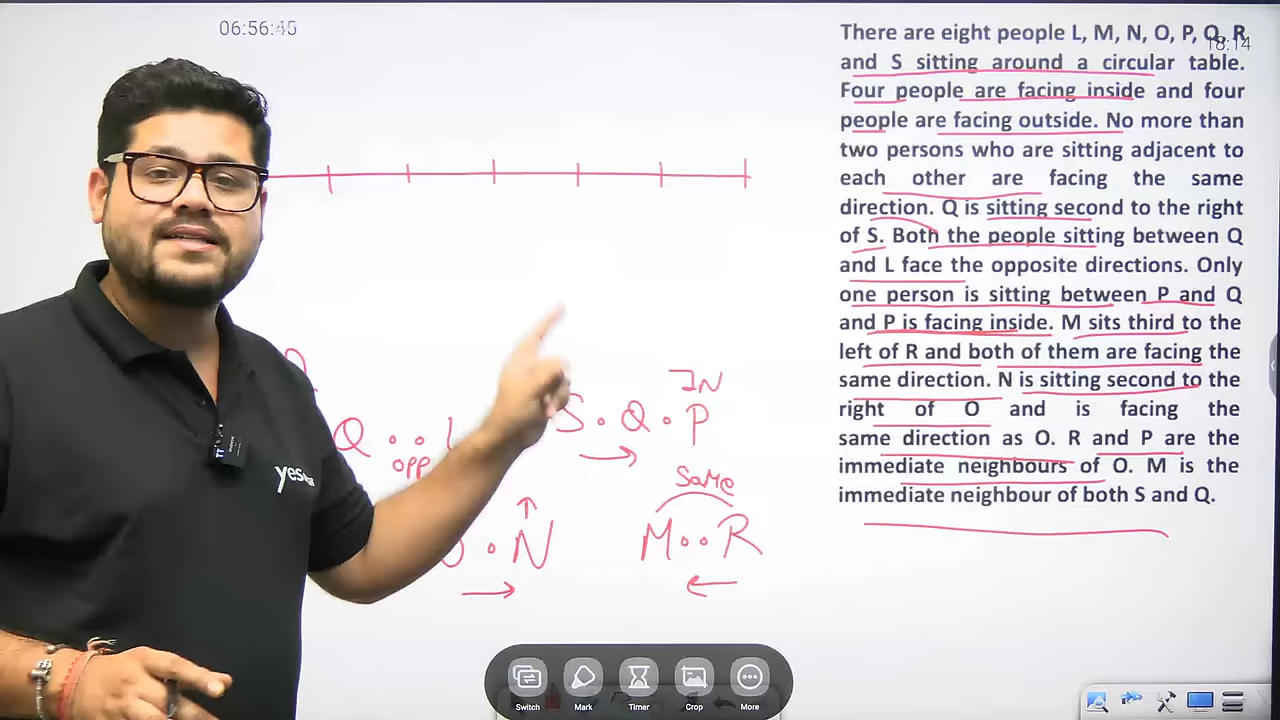 06:56:45
There are eight people L, M, N, O, P, Q, R
18:14
and S sitting around a circular table.
Four people are facing inside and four
people are facing outside. No more than
two persons who are sitting adjacent to
each other are facing the same
direction. Q is sitting second to the right
of S. Both the people sitting between Q
and L face the opposite directions. Only
one person is sitting between P and Q
and P is facing inside. M sits third to the
left of R and both of them are facing the
same direction. N is sitting second to the
right of O and is facing the
same direction as O. R and P are the
immediate neighbours of O. M is the
immediate neighbour of both S and Q.
IN
S . Q . P
Q . .
opp
Same
. N
M . . R
yes
Switch
Mark
Timer
Crop
More